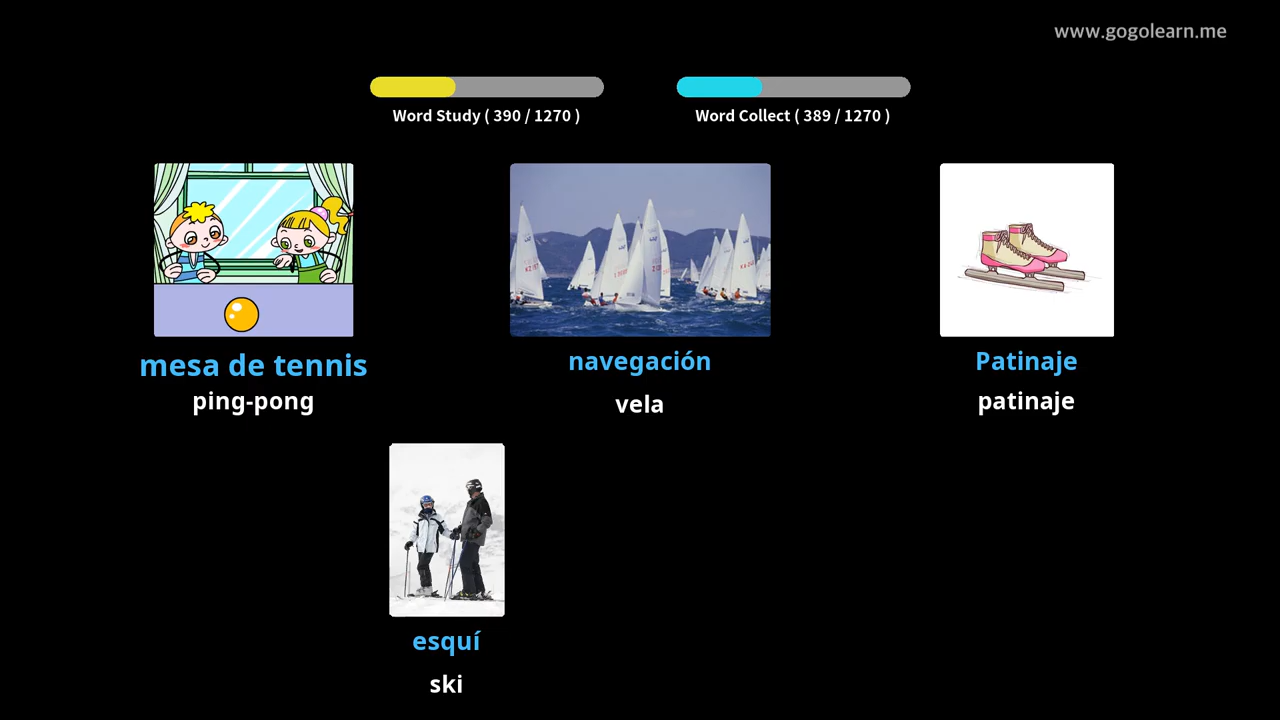 www.gogolearn.me
Word Study ( 390 / 1270 )
Word Collect ( 389 / 1270 )
mesa de tennis
ping-pong
navegación
vela
Patinaje
patinaje
esquí
ski